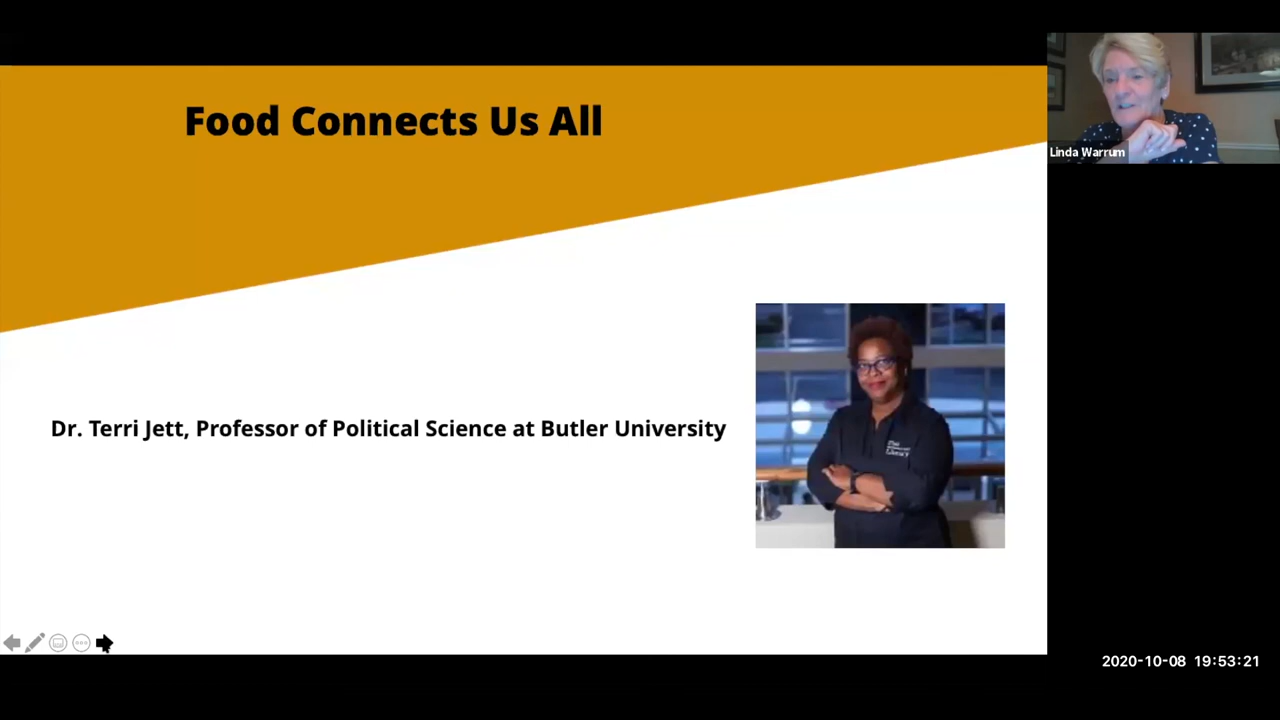 Food Connects Us All
Linda Warrum
Dr. Terri Jett, Professor of Political Science at Butler University
2020-10-08 19:53:21